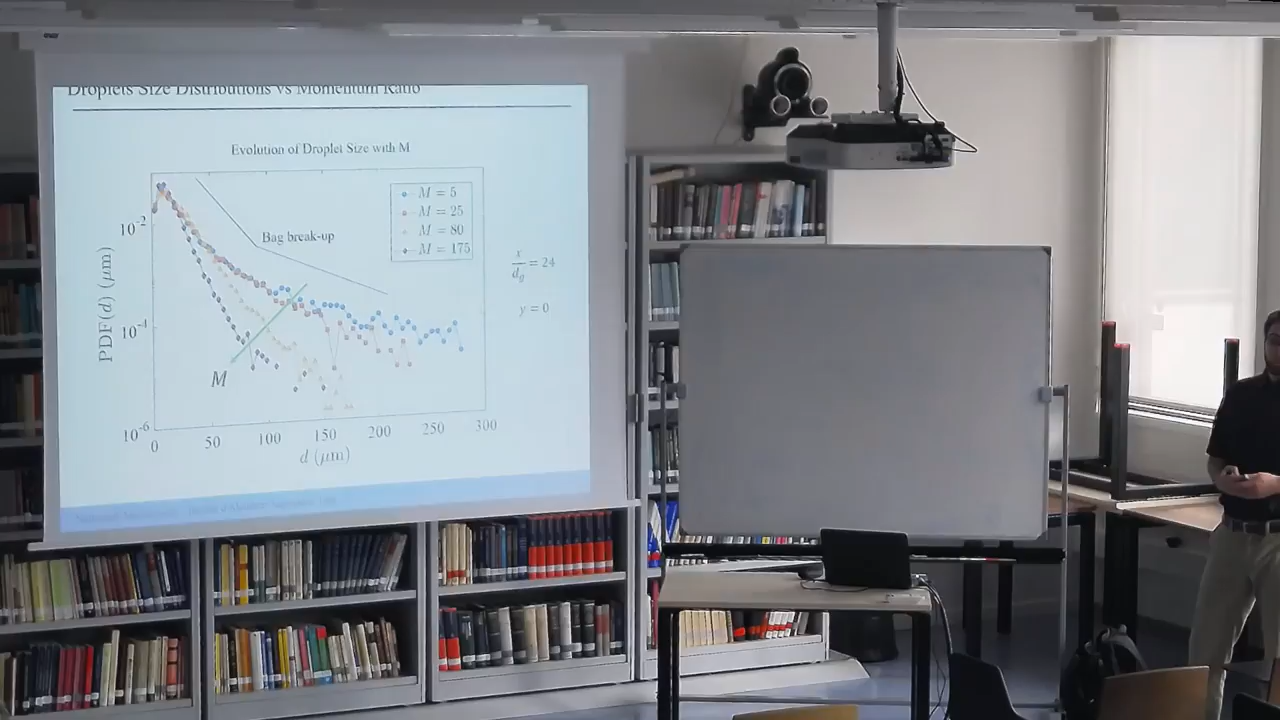 Droplets Size Distributions vs Momentum Ratio
Evolution of Droplet Size with M
M = 5
M = 25
M = 80
M = 175
Bag break-up
x/d_g = 24
y = 0
M
PDF(d) (μm)
10^-2
10^-4
10^-6
0 50 100 150 200 250 300
d (μm)